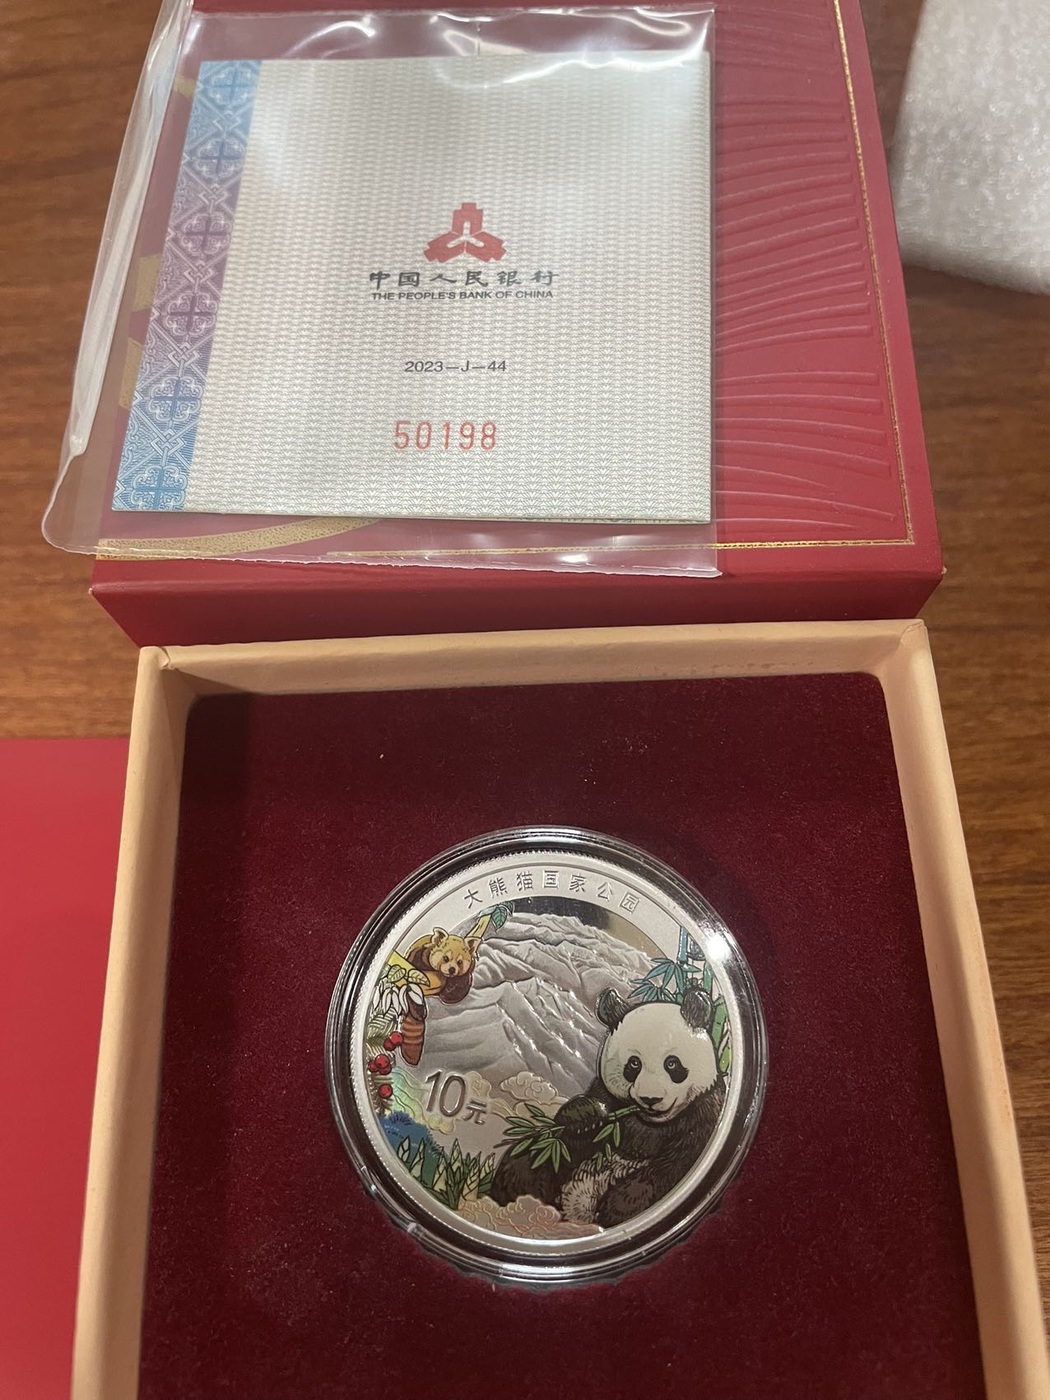 中国人民银行
THE PEOPLE'S BANK OF CHINA
2023-J-44
50198
大熊猫国家公园
10元